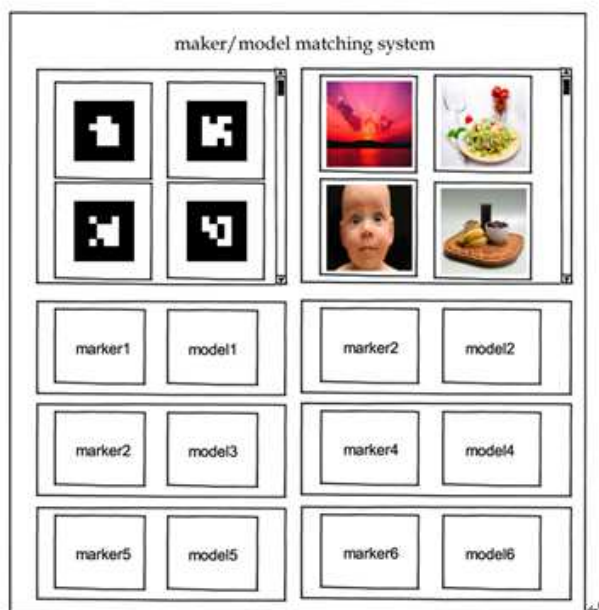 maker/model matching system
marker1 model1 marker2 model2
marker2 model3 marker4 model4
marker5 model5 marker6 model6